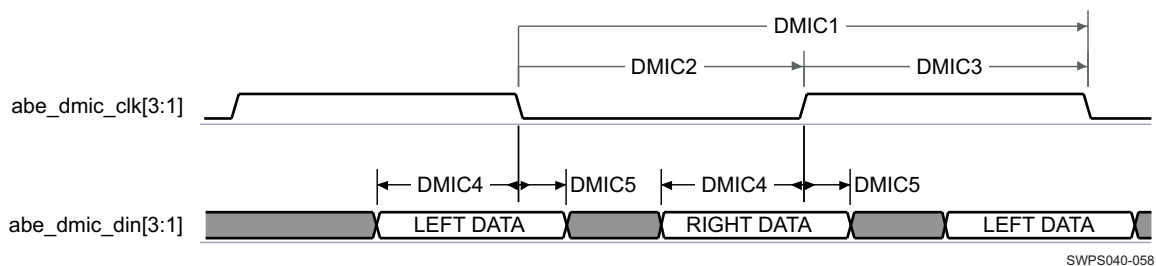 DMIC1
DMIC2 DMIC3
abe_dmic_clk[3:1]
DMIC4 DMIC5 DMIC4 DMIC5
abe_dmic_din[3:1] LEFT DATA RIGHT DATA LEFT DATA
SWPS040-058